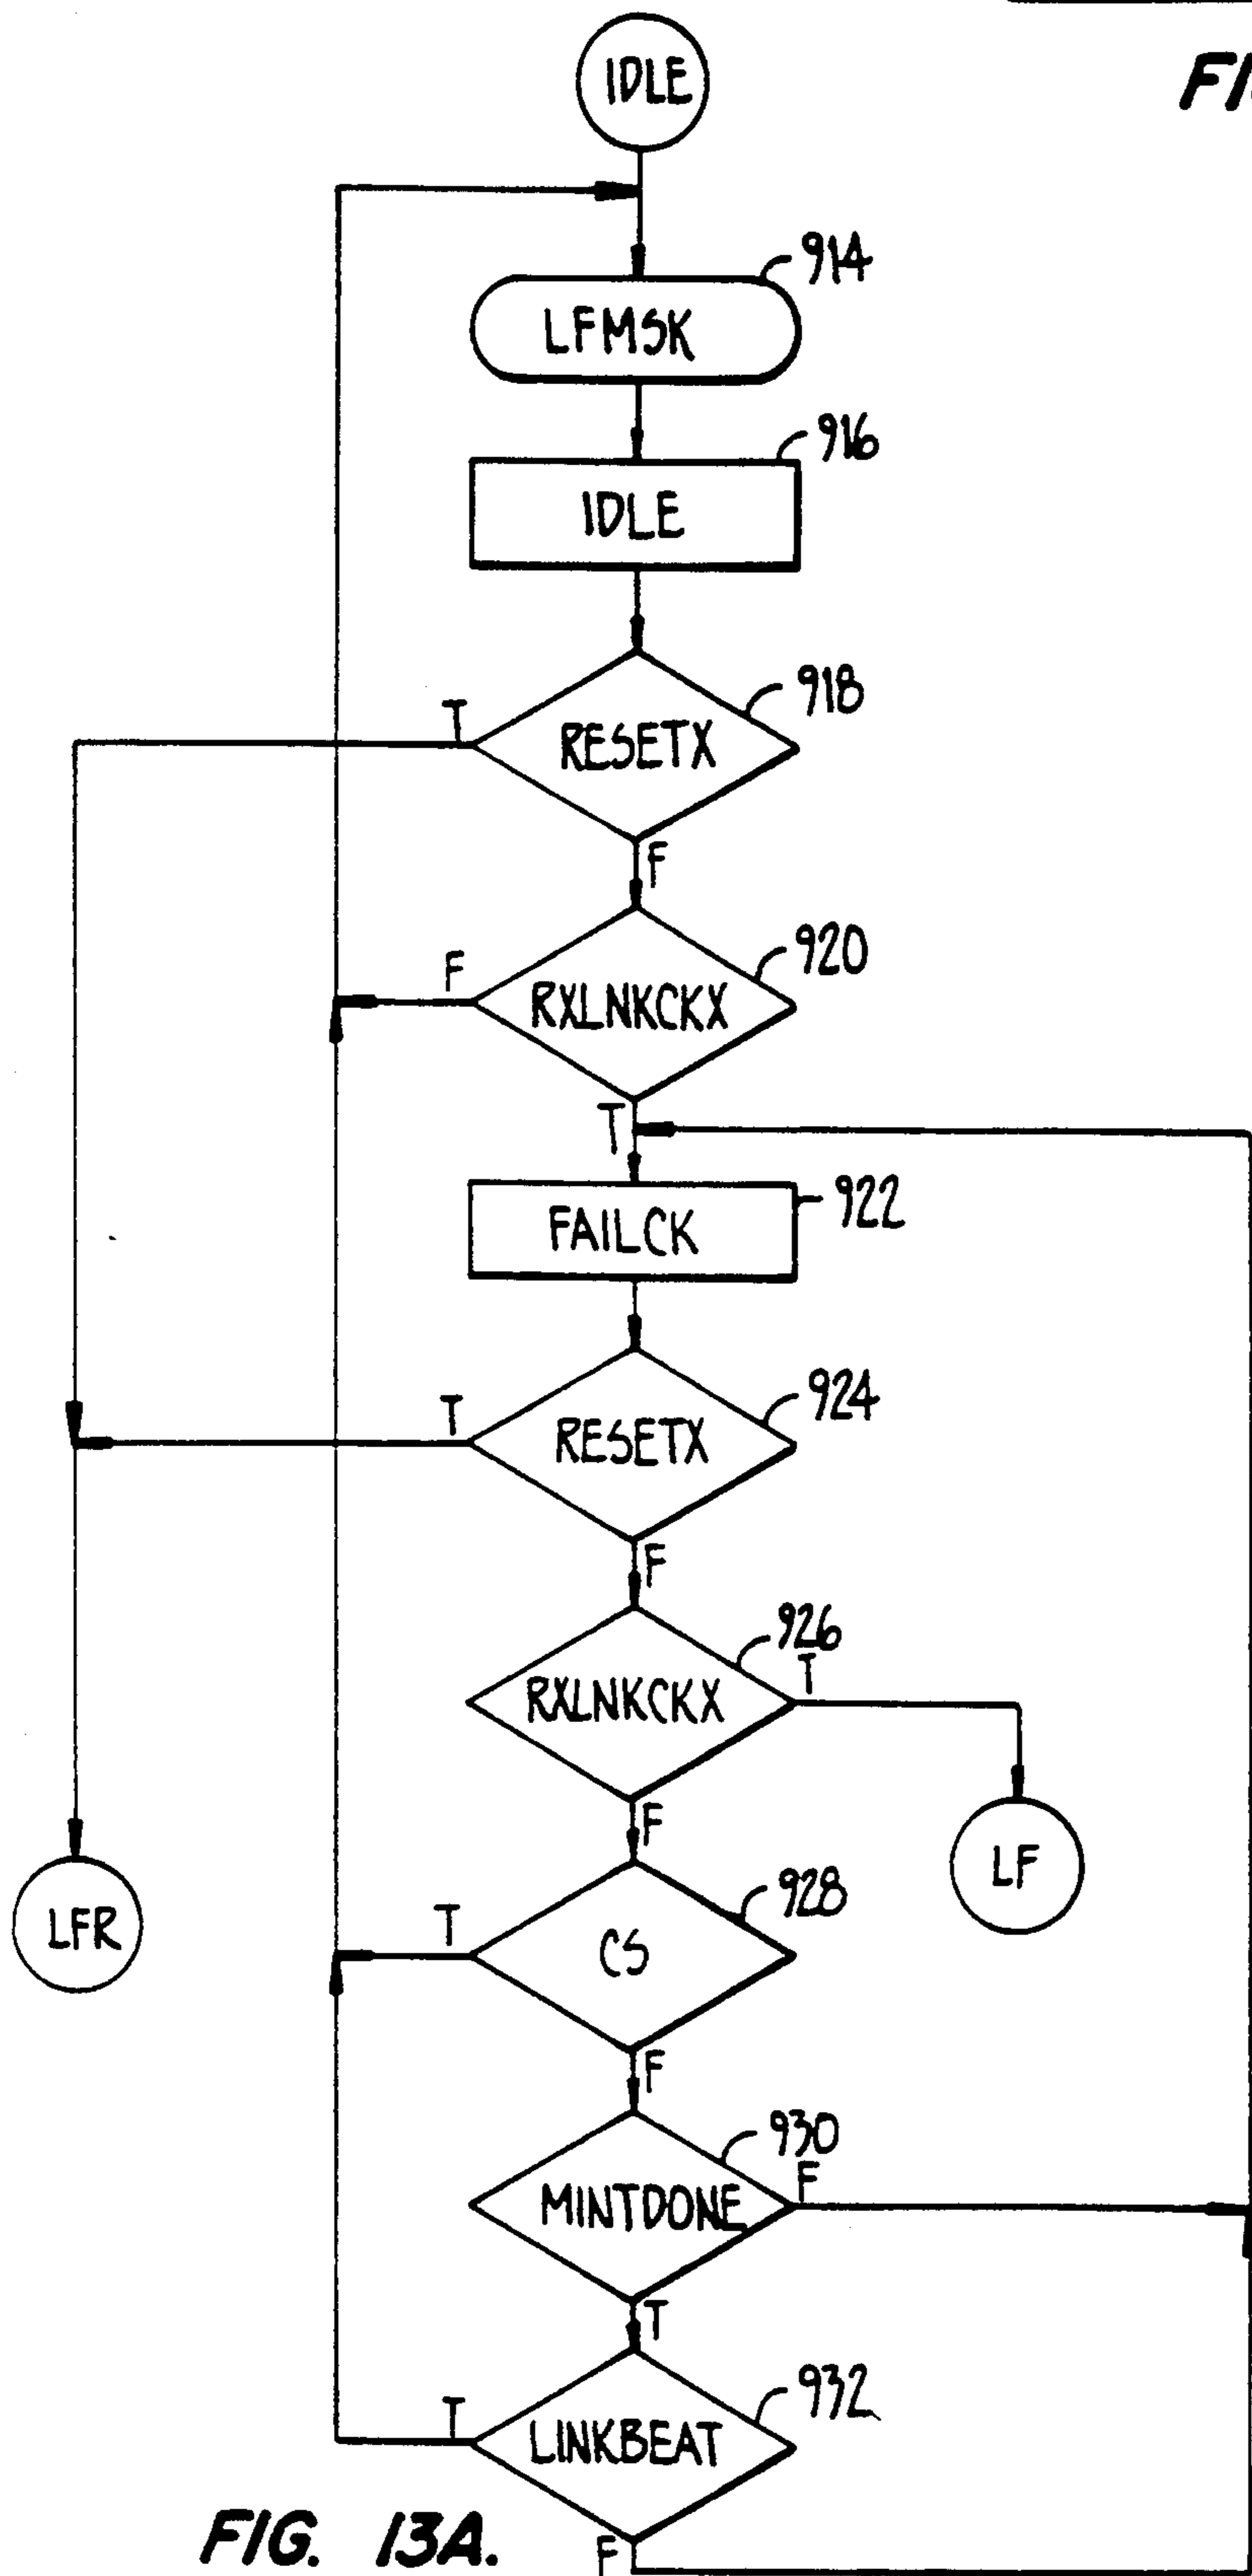 IDLE
FI
914
LFMSK
916
IDLE
918
T
RESETX
F
920
F
RXLNKCKX
T
922
FAILCK
924
T
RESETX
F
926
T
RXLNKCKX
F
LF
928
LFR
T
CS
F
930
F
MINTDONE
T
932
T
LINKBEAT
F
FIG. 13A.